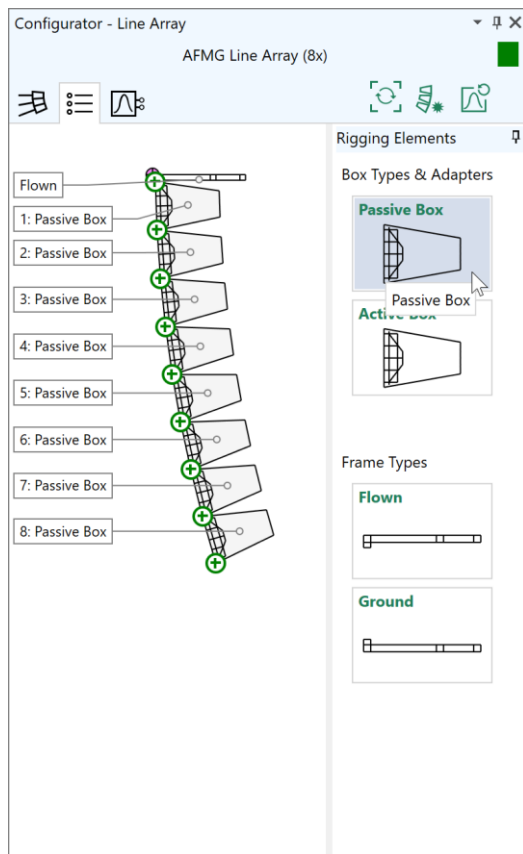 Configurator - Line Array
AFMG Line Array (8x)
Rigging Elements
Box Types & Adapters
Flown
1: Passive Box
2: Passive Box
3: Passive Box
4: Passive Box
5: Passive Box
6: Passive Box
7: Passive Box
8: Passive Box
Passive Box
Passive Box
Active Box
Frame Types
Flown
Ground